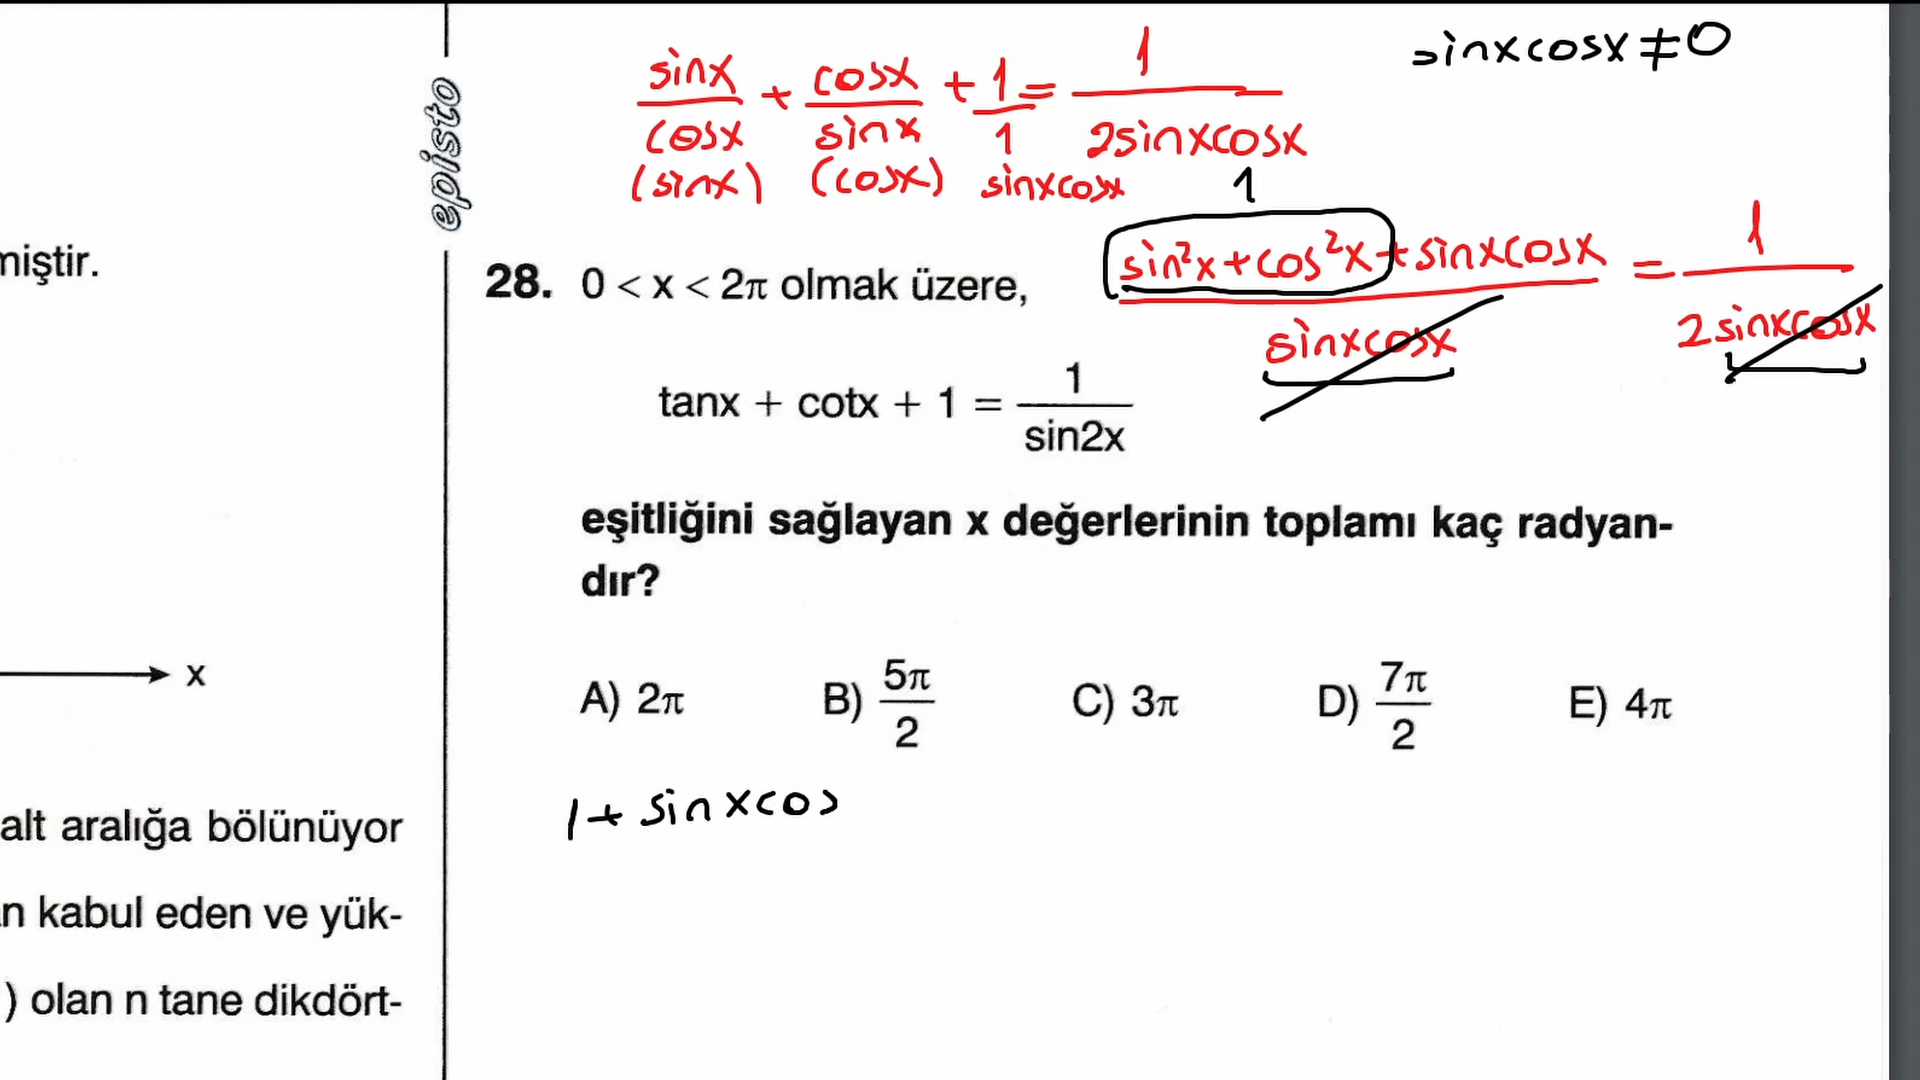 sinx/cosx + cosx/sinx + 1/1 = 1/2sinxcosx
(sinx) (cosx) sinxcosx
sinxcosx≠0
1
sin²x+cos²x+sinxcosx/sinxcosx = 1/2sinxcosx
episto
miştir.
x
alt aralığa bölünüyor
n kabul eden ve yük-
) olan n tane dikdört-
28. 0 < x < 2π olmak üzere,
tanx + cotx + 1 = 1/sin2x
eşitliğini sağlayan x değerlerinin toplamı kaç radyan-
dır?
A) 2π B) 5π/2 C) 3π D) 7π/2 E) 4π
1+ sinxcos